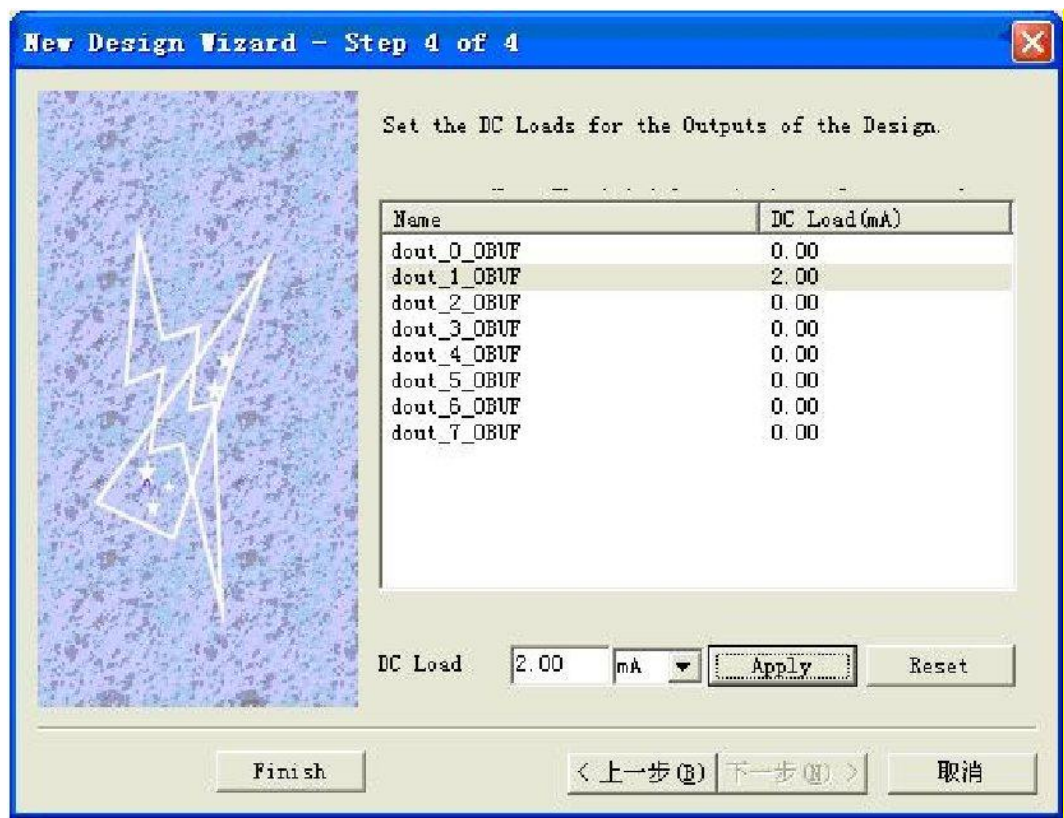 New Design Wizard - Step 4 of 4
Set the DC Loads for the Outputs of the Design.
Name DC Load(mA)
dout_0_OBUF 0.00
dout_1_OBUF 2.00
dout_2_OBUF 0.00
dout_3_OBUF 0.00
dout_4_OBUF 0.00
dout_5_OBUF 0.00
dout_6_OBUF 0.00
dout_7_OBUF 0.00
DC Load 2.00 mA Apply Reset
Finish < 上一步(B) 下一步(N) > 取消